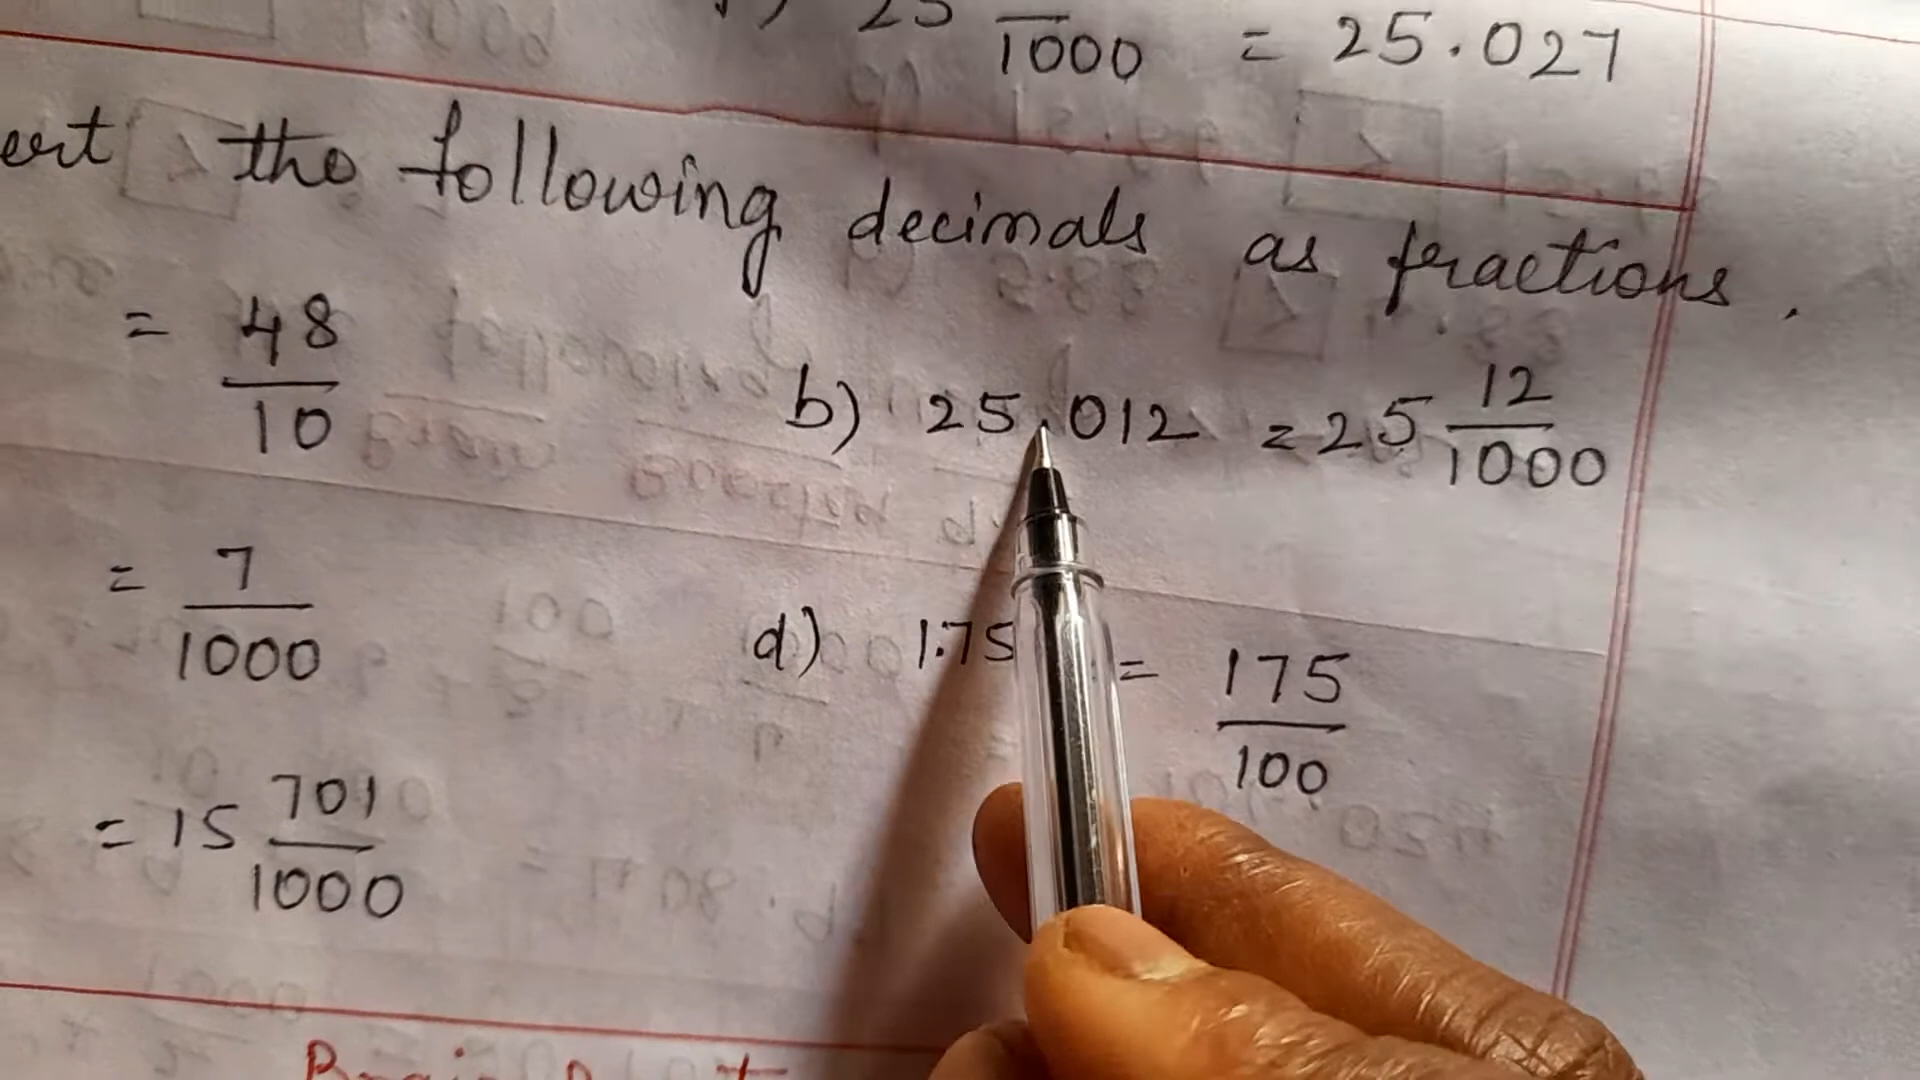 25 /1000 = 25.027
the following decimals as fractions.
= 48/10
b) 25.012 = 25 12/1000
= 7/1000
d) 1.75 = 175/100
= 15 701/1000